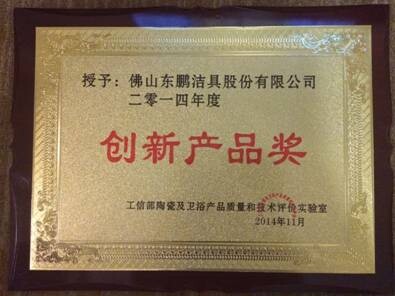 授予：佛山东鹏洁具股份有限公司
二零一四年度
创新产品奖
工信部陶瓷及卫浴产品质量和技术评价实验室
2014年11月